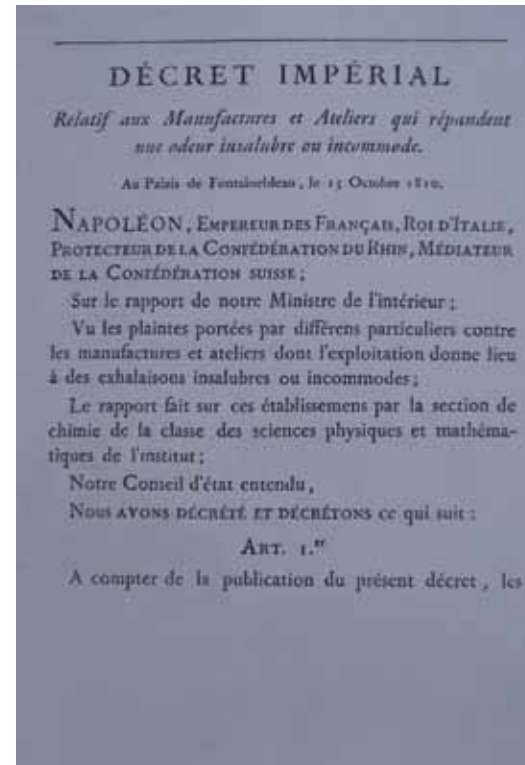 DÉCRET IMPÉRIAL
Relatif aux Manufactures et Ateliers qui répandent
une odeur insalubre ou incommode.
Au Palais de Fontainebleau, le 15 Octobre 1810.
NAPOLÉON, EMPEREUR DES FRANÇAIS, ROI D'ITALIE,
PROTECTEUR DE LA CONFÉDÉRATION DU RHIN, MÉDIATEUR
DE LA CONFÉDÉRATION SUISSE;
Sur le rapport de notre Ministre de l'intérieur;
Vu les plaintes portées par différens particuliers contre
les manufactures et ateliers dont l'exploitation donne lieu
à des exhalaisons insalubres ou incommodes;
Le rapport fait sur ces établissemens par la section de
chimie de la classe des sciences physiques et mathéma-
tiques de l'institut;
Notre Conseil d'état entendu,
NOUS AVONS DÉCRÉTÉ ET DÉCRÉTONS ce qui suit:
ART. 1.er
A compter de la publication du présent décret, les